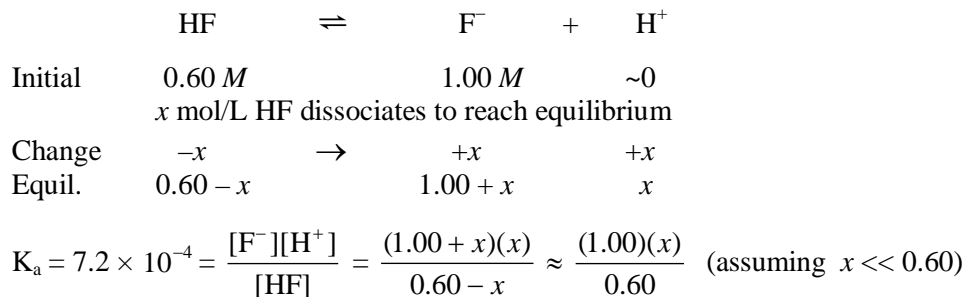 HF ⇌ F⁻ + H⁺
Initial 0.60 M 1.00 M ~0
x mol/L HF dissociates to reach equilibrium
Change –x → +x +x
Equil. 0.60 – x 1.00 + x x
Kₐ = 7.2 × 10⁻⁴ = [F⁻][H⁺] / [HF] = (1.00 + x)(x) / 0.60 – x ≈ (1.00)(x) / 0.60 (assuming x << 0.60)